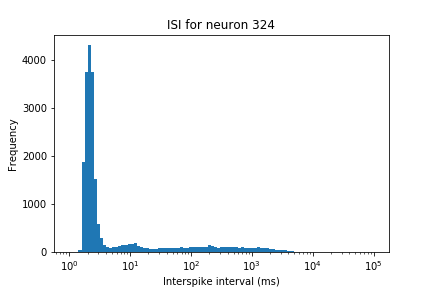 ISI for neuron 324
Frequency
4000
3000
2000
1000
0
10⁰ 10¹ 10² 10³ 10⁴ 10⁵
Interspike interval (ms)